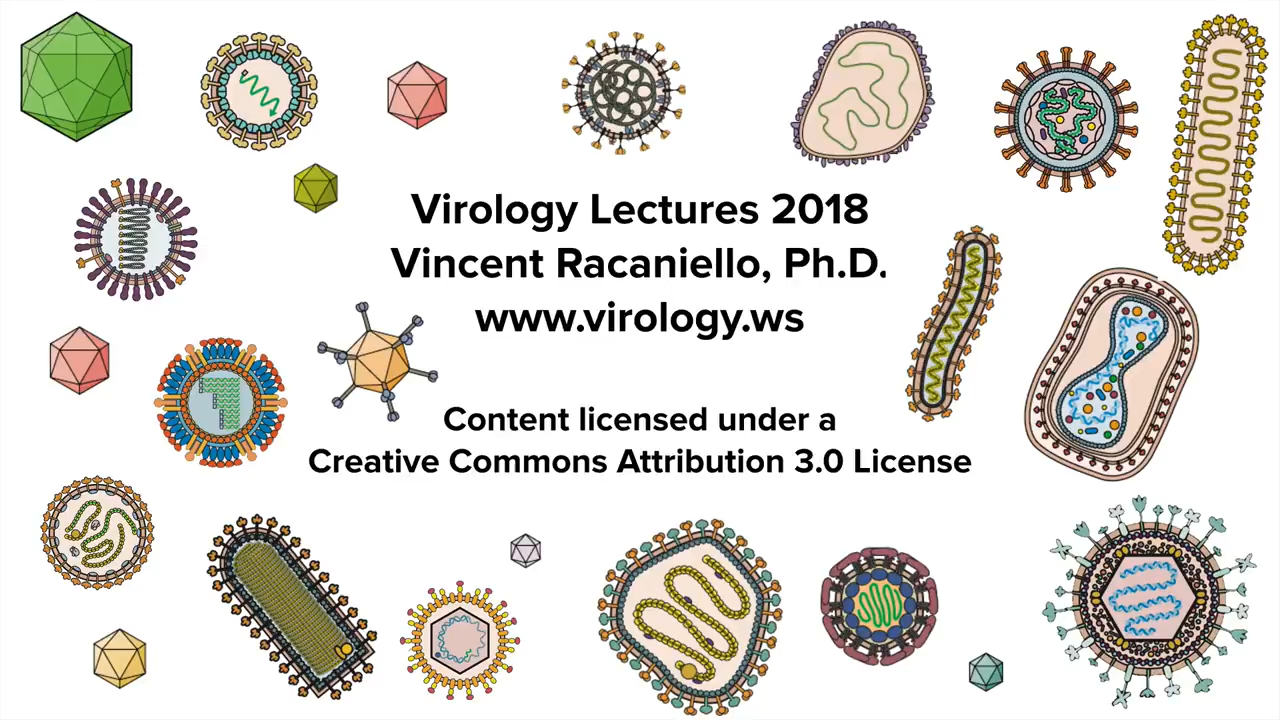 Virology Lectures 2018
Vincent Racaniello, Ph.D.
www.virology.ws
Content licensed under a
Creative Commons Attribution 3.0 License